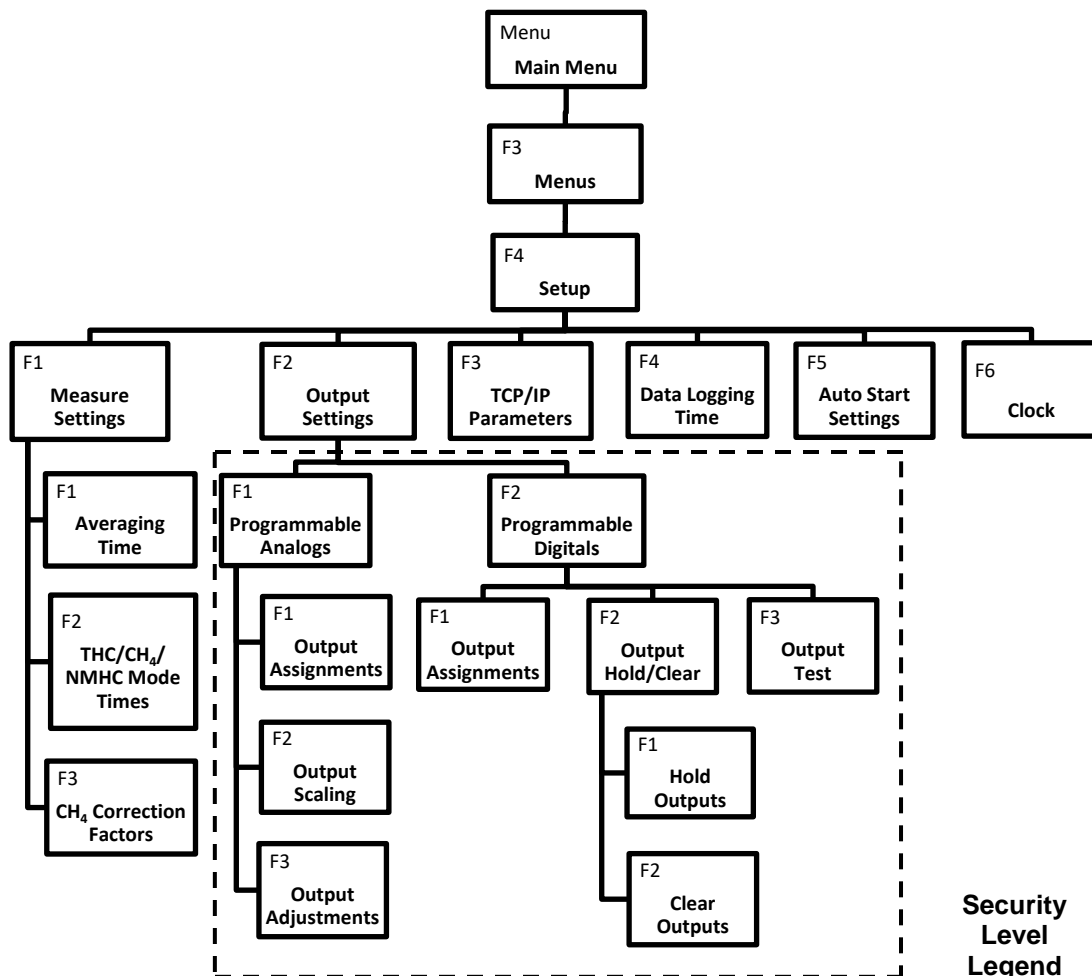 Menu
Main Menu
F3
Menus
F4
Setup
F1
Measure
Settings
F2
Output
Settings
F3
TCP/IP
Parameters
F4
Data Logging
Time
F5
Auto Start
Settings
F6
Clock
F1
Averaging
Time
F2
THC/CH₄/
NMHC Mode
Times
F3
CH₄ Correction
Factors
F1
Programmable
Analogs
F1
Output
Assignments
F2
Output
Scaling
F3
Output
Adjustments
F2
Programmable
Digitals
F1
Output
Assignments
F2
Output
Hold/Clear
F1
Hold
Outputs
F2
Clear
Outputs
F3
Output
Test
Security
Level
Legend